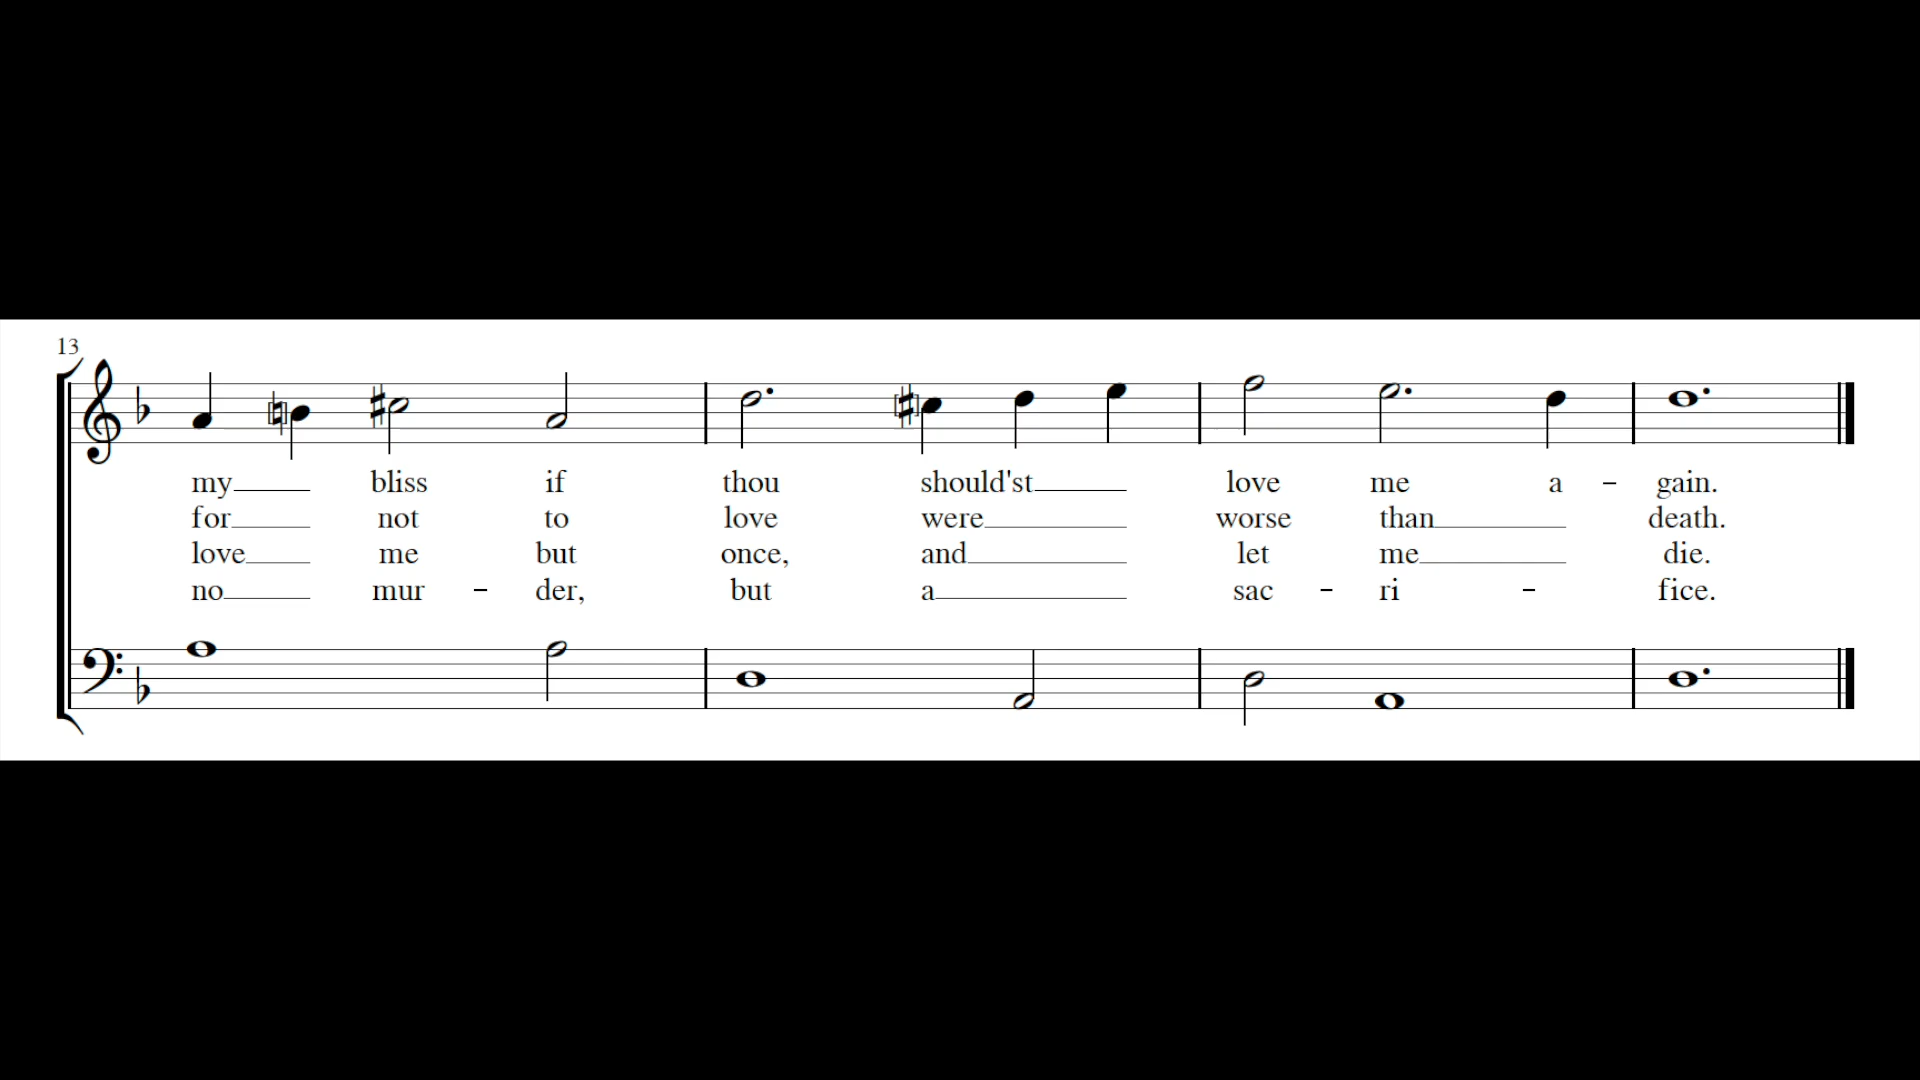 13
my bliss if thou should'st love me a - gain.
for not to love were worse than death.
love me but once, and let me die.
no mur - der, but a sac - ri - fice.